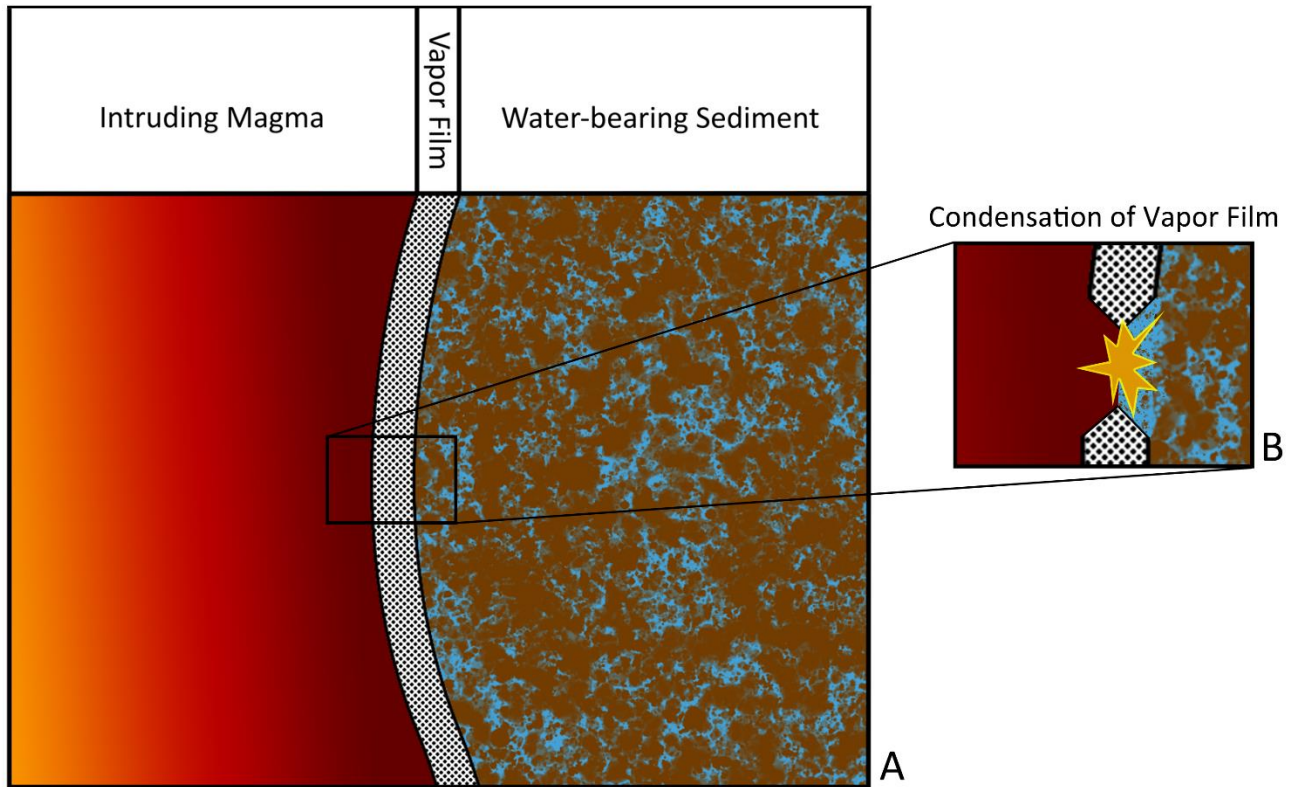 Intruding Magma
Vapor Film
Water-bearing Sediment
Condensation of Vapor Film
B
A